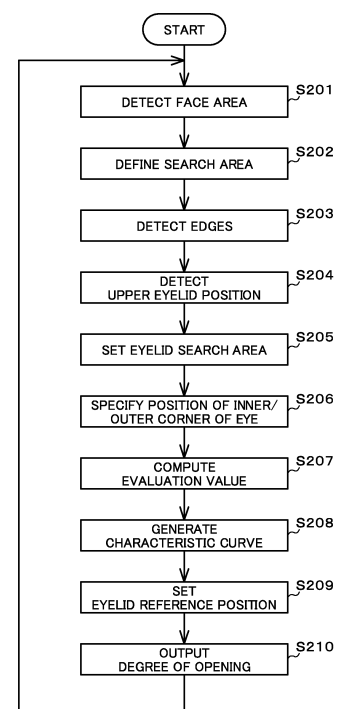 START
DETECT FACE AREA
S201
DEFINE SEARCH AREA
S202
DETECT EDGES
S203
DETECT
UPPER EYELID POSITION
S204
SET EYELID SEARCH AREA
S205
SPECIFY POSITION OF INNER/
OUTER CORNER OF EYE
S206
COMPUTE
EVALUATION VALUE
S207
GENERATE
CHARACTERISTIC CURVE
S208
SET
EYELID REFERENCE POSITION
S209
OUTPUT
DEGREE OF OPENING
S210